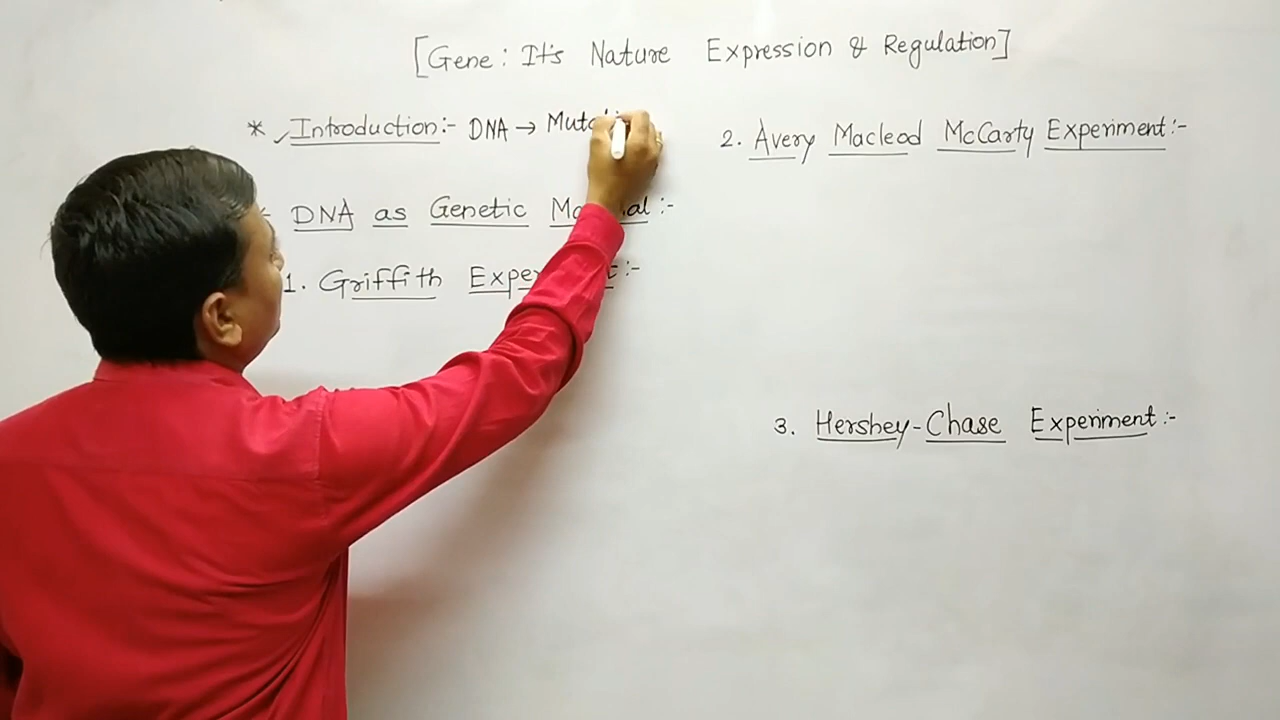 [Gene: It's Nature Expression & Regulation]
* ✓Introduction:- DNA →
DNA as Genetic :-
1. Griffith :-
2. Avery Macleod McCarty Experiment:-
3. Hershey-Chase Experiment:-